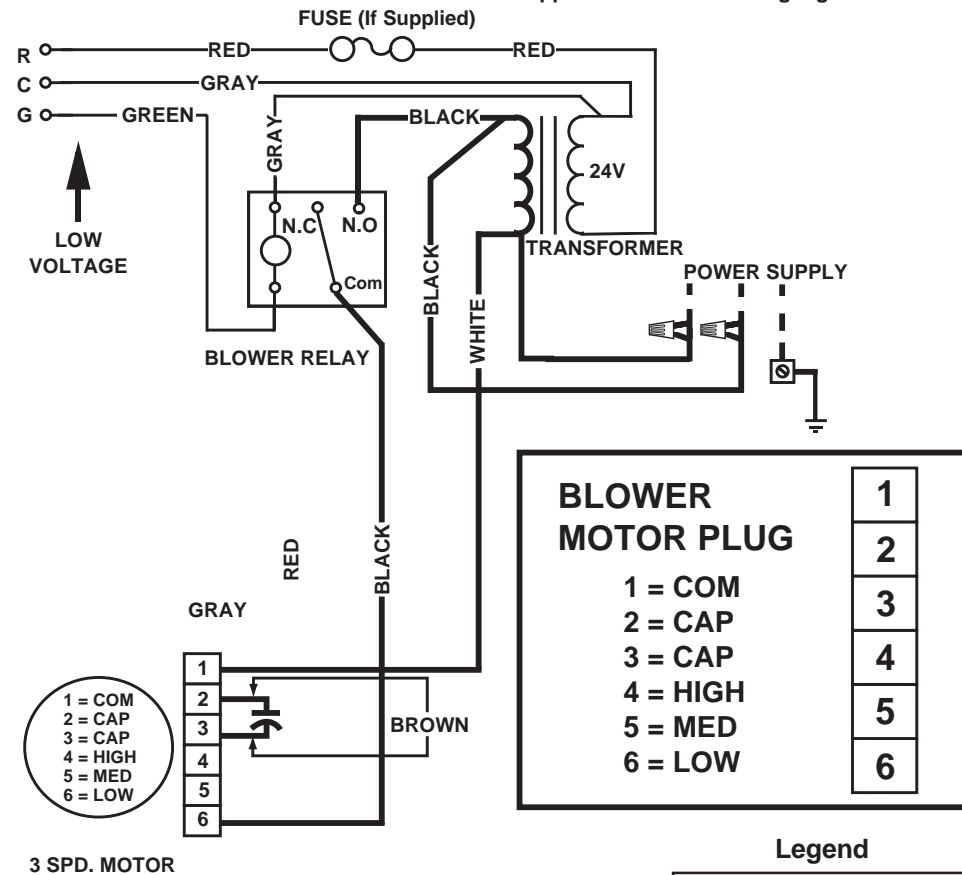 FUSE (If Supplied)
R
RED
RED
C
GRAY
G
GREEN
GRAY
BLACK
24V
N.C
N.O
LOW
VOLTAGE
TRANSFORMER
POWER SUPPLY
Com
BLACK
WHITE
BLOWER RELAY
BLOWER
MOTOR PLUG
1 = COM
2 = CAP
3 = CAP
4 = HIGH
5 = MED
6 = LOW
1
2
3
4
5
6
RED
BLACK
GRAY
1
2
3
4
5
6
BROWN
1 = COM
2 = CAP
3 = CAP
4 = HIGH
5 = MED
6 = LOW
3 SPD. MOTOR
Legend